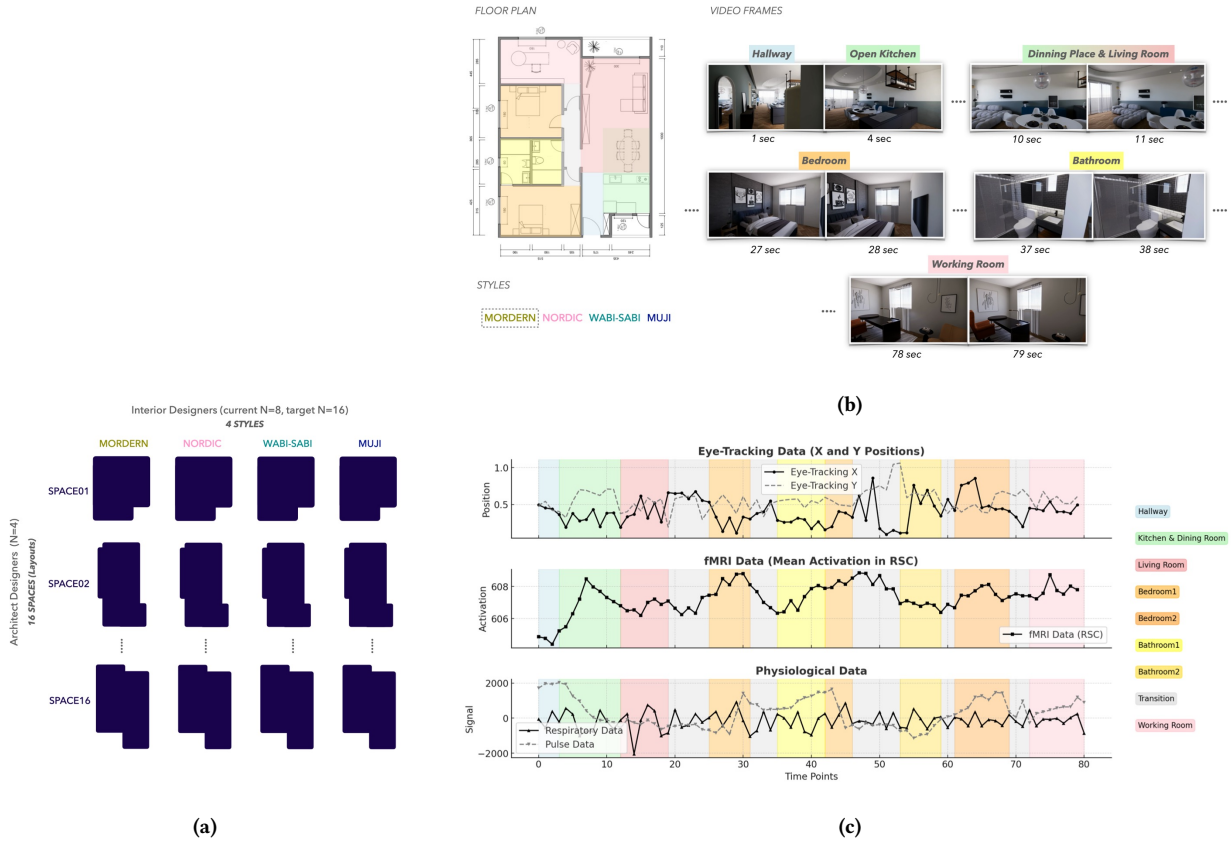 FLOOR PLAN
VIDEO FRAMES
Hallway
Open Kitchen
Dinning Place & Living Room
1 sec
4 sec
10 sec
11 sec
Bedroom
Bathroom
27 sec
28 sec
37 sec
38 sec
Working Room
78 sec
79 sec
STYLES
MORDERN NORDIC WABI-SABI MUJI
(b)
Interior Designers (current N=8, target N=16)
4 STYLES
MORDERN NORDIC WABI-SABI MUJI
Architect Designers (N=4)
16 SPACES (Layouts)
SPACE01
SPACE02
SPACE16
(a)
Eye-Tracking Data (X and Y Positions)
Position
1.0
0.5
Eye-Tracking X
Eye-Tracking Y
fMRI Data (Mean Activation in RSC)
Activation
608
606
fMRI Data (RSC)
Physiological Data
Signal
2000
0
−2000
Respiratory Data
Pulse Data
0 10 20 30 40 50 60 70 80
Time Points
Hallway
Kitchen & Dining Room
Living Room
Bedroom1
Bedroom2
Bathroom1
Bathroom2
Transition
Working Room
(c)